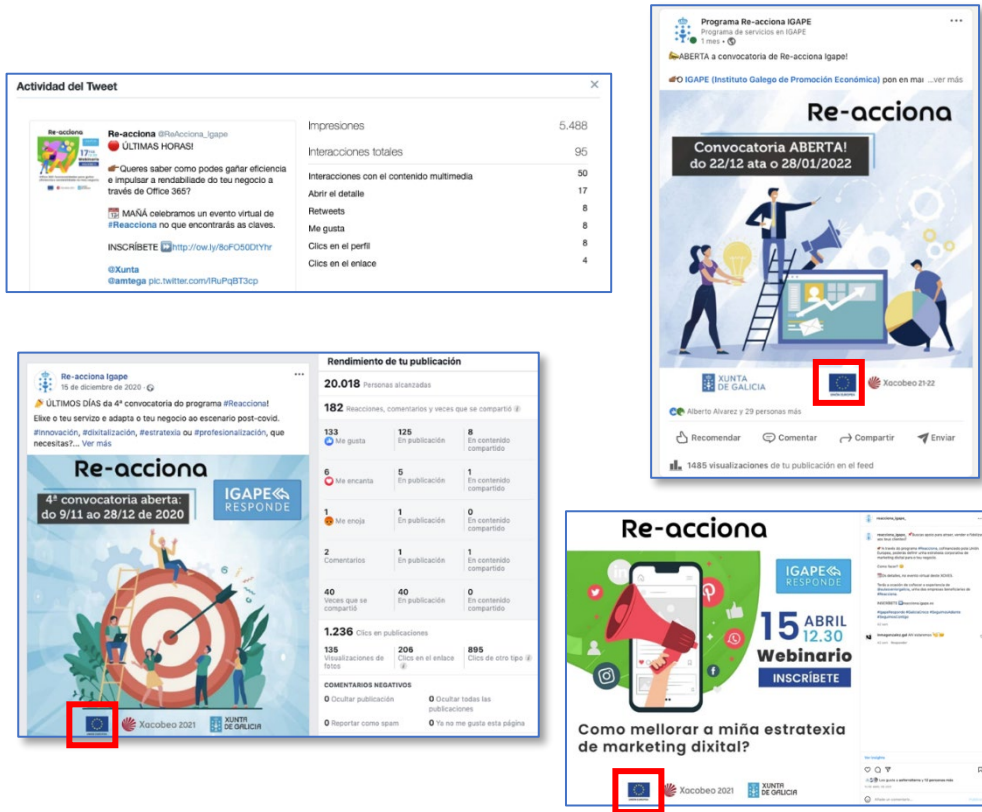 Actividad del Tweet
Re-acciona @ReAcciona_igape
ÚLTIMAS HORAS!
Queres saber como podes gañar eficiencia
e impulsar a rendabiliade do teu negocio a
través de Office 365?
MAÑÁ celebramos un evento virtual de
#Reacciona no que encontrarás as claves.
INSCRÍBETE http://ow.ly/8oFO50DtYhr
@Xunta
@amtega pic.twitter.com/IRuPqBT3cp
Re-acciona
Impresiones 5.488
Interacciones totales 95
Interacciones con el contenido multimedia 50
Abrir el detalle 17
Retweets 8
Me gusta 8
Clics en el perfil 8
Clics en el enlace 4
Programa Re-acciona IGAPE
Programa de servicios en IGAPE
1 mes •
ABERTA a convocatoria de Re-acciona Igape!
O IGAPE (Instituto Galego de Promoción Económica) pon en mar ...ver más
Re-acciona
Convocatoria ABERTA!
do 22/12 ata o 28/01/2022
XUNTA
DE GALICIA
UNIÓN EUROPEA
Xacobeo 21·22
Alberto Alvarez y 29 personas más
Recomendar Comentar Compartir Enviar
1485 visualizaciones de tu publicación en el feed
Re-acciona Igape
15 de diciembre de 2020 ·
ÚLTIMOS DÍAS da 4ª convocatoria do programa #Reacciona!
Elixe o teu servizo e adapta o teu negocio ao escenario post-covid.
#Innovación, #dixitalización, #estratexia ou #profesionalización, que
necesitas?... Ver más
Re-acciona
4ª convocatoria aberta:
do 9/11 ao 28/12 de 2020
IGAPE
RESPONDE
UNIÓN EUROPEA
Xacobeo 2021
XUNTA
DE GALICIA
Rendimiento de tu publicación
20.018 Personas alcanzadas
182 Reacciones, comentarios y veces que se compartió
133 125 8
Me gusta En publicación En contenido
compartido
6 5 1
Me encanta En publicación En contenido
compartido
1 1 0
Me enoja En publicación En contenido
compartido
2 1 1
Comentarios En publicación En contenido
compartido
40 40 0
Veces que se En publicación En contenido
compartió compartido
1.236 Clics en publicaciones
135 206 895
Visualizaciones de Clics en el enlace Clics de otro tipo
fotos
COMENTARIOS NEGATIVOS
0 Ocultar publicación 0 Ocultar todas las
publicaciones
0 Reportar como spam 0 Ya no me gusta esta página
Re-acciona
IGAPE
RESPONDE
15 ABRIL
12.30
Webinario
INSCRÍBETE
Como mellorar a miña estratexia
de marketing dixital?
UNIÓN EUROPEA
Xacobeo 2021
XUNTA
DE GALICIA